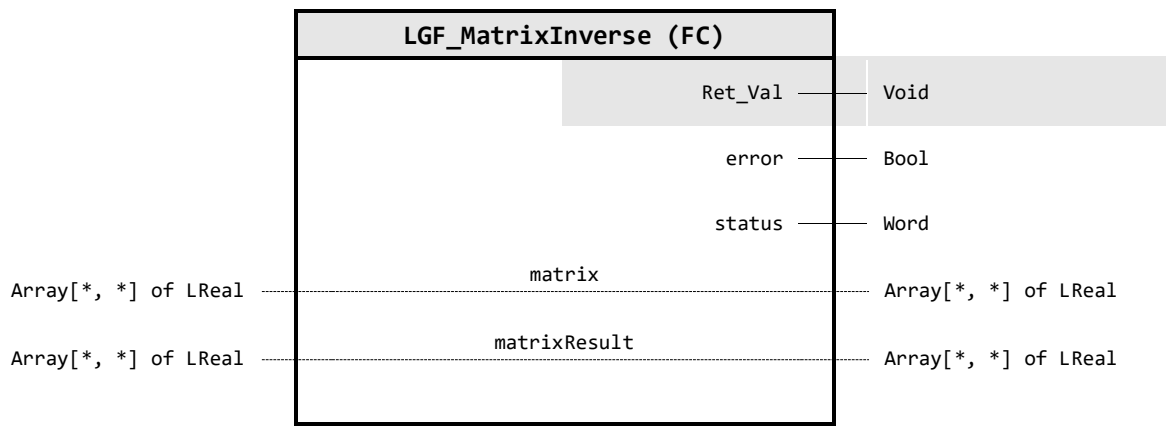 LGF_MatrixInverse (FC)
Ret_Val Void
error Bool
status Word
matrix
Array[*, *] of LReal Array[*, *] of LReal
matrixResult
Array[*, *] of LReal Array[*, *] of LReal